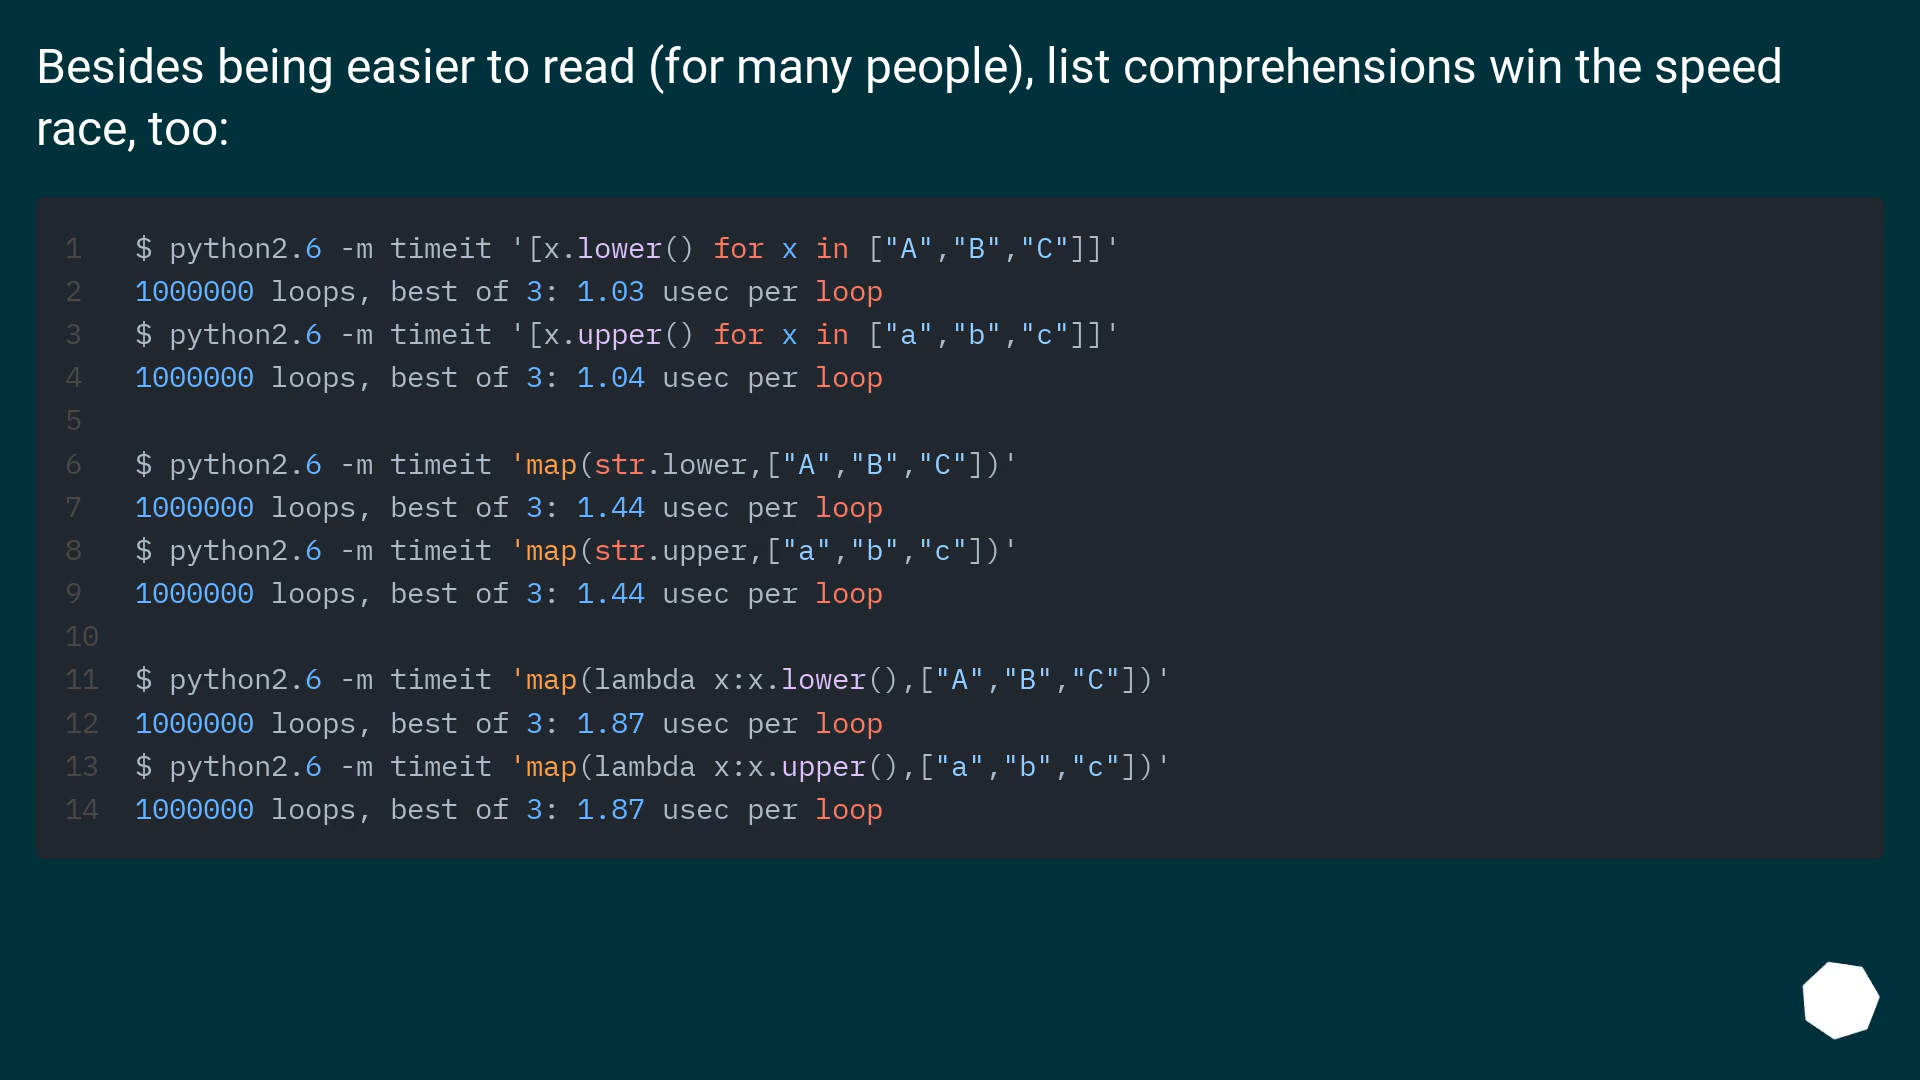 Besides being easier to read (for many people), list comprehensions win the speed
race, too:
1 $ python2.6 -m timeit '[x.lower() for x in ["A","B","C"]]'
2 1000000 loops, best of 3: 1.03 usec per loop
3 $ python2.6 -m timeit '[x.upper() for x in ["a","b","c"]]'
4 1000000 loops, best of 3: 1.04 usec per loop
5
6 $ python2.6 -m timeit 'map(str.lower,["A","B","C"])'
7 1000000 loops, best of 3: 1.44 usec per loop
8 $ python2.6 -m timeit 'map(str.upper,["a","b","c"])'
9 1000000 loops, best of 3: 1.44 usec per loop
10
11 $ python2.6 -m timeit 'map(lambda x:x.lower(),["A","B","C"])'
12 1000000 loops, best of 3: 1.87 usec per loop
13 $ python2.6 -m timeit 'map(lambda x:x.upper(),["a","b","c"])'
14 1000000 loops, best of 3: 1.87 usec per loop